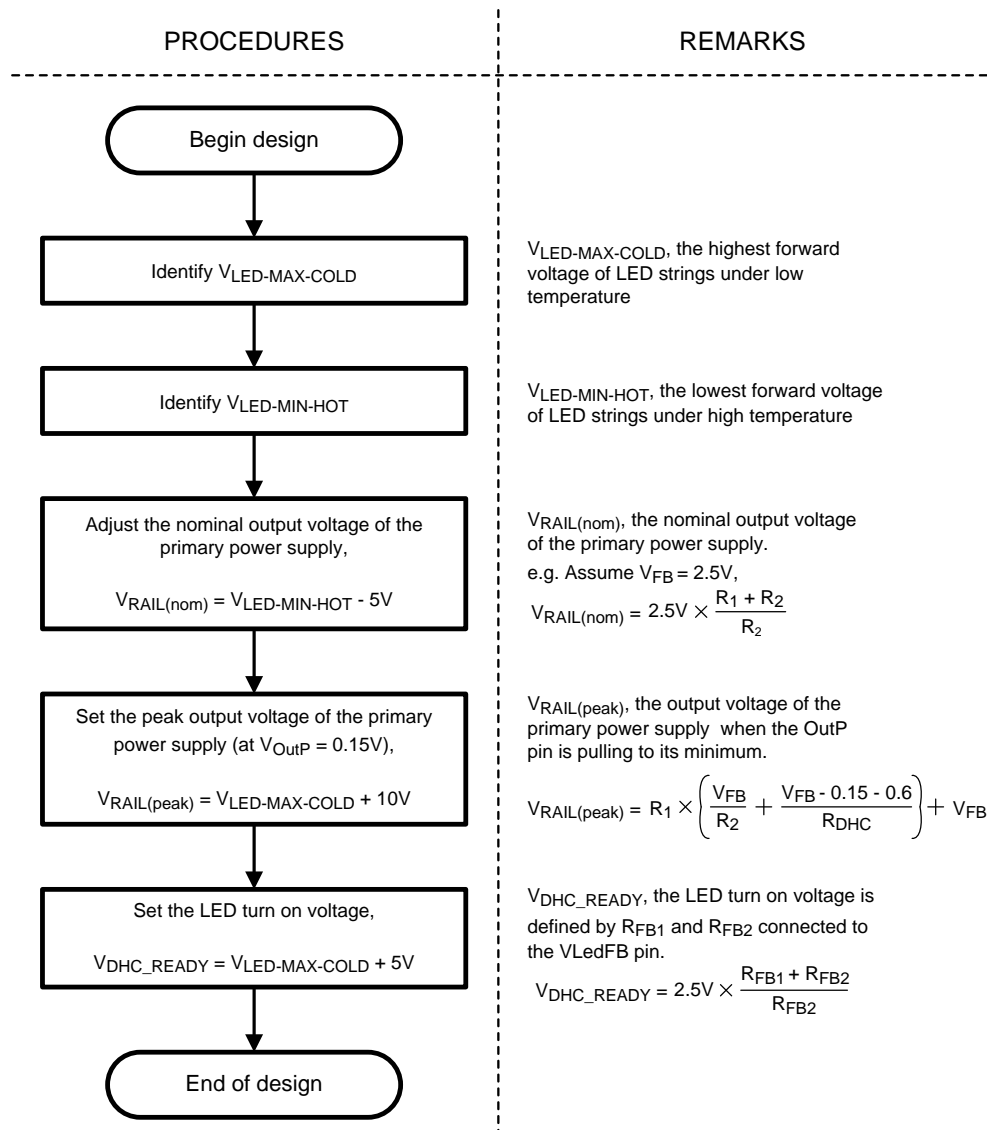 PROCEDURES
REMARKS
Begin design
Identify VLED-MAX-COLD
VLED-MAX-COLD, the highest forward
voltage of LED strings under low
temperature
Identify VLED-MIN-HOT
VLED-MIN-HOT, the lowest forward voltage
of LED strings under high temperature
Adjust the nominal output voltage of the
primary power supply,
VRAIL(nom) = VLED-MIN-HOT - 5V
VRAIL(nom), the nominal output voltage
of the primary power supply.
e.g. Assume VFB = 2.5V,
VRAIL(nom) = 2.5V × (R1 + R2) / R2
Set the peak output voltage of the primary
power supply (at VOutP = 0.15V),
VRAIL(peak) = VLED-MAX-COLD + 10V
VRAIL(peak), the output voltage of the
primary power supply when the OutP
pin is pulling to its minimum.
VRAIL(peak) = R1 × (VFB / R2 + (VFB - 0.15 - 0.6) / RDHC) + VFB
Set the LED turn on voltage,
VDHC_READY = VLED-MAX-COLD + 5V
VDHC_READY, the LED turn on voltage is
defined by RFB1 and RFB2 connected to
the VLedFB pin.
VDHC_READY = 2.5V × (RFB1 + RFB2) / RFB2
End of design